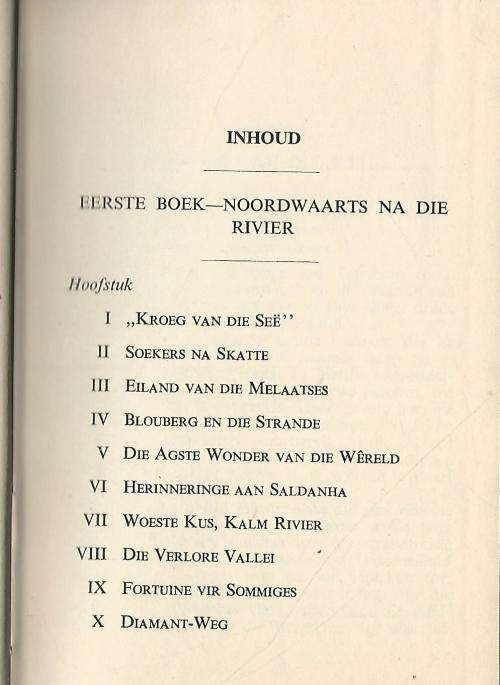 INHOUD
EERSTE BOEK—NOORDWAARTS NA DIE
RIVIER
Hoofstuk
I „KROEG VAN DIE SEË’’
II SOEKERS NA SKATTE
III EILAND VAN DIE MELAATSES
IV BLOUBERG EN DIE STRANDE
V DIE AGSTE WONDER VAN DIE WÊRELD
VI HERINNERINGE AAN SALDANHA
VII WOESTE KUS, KALM RIVIER
VIII DIE VERLORE VALLEI
IX FORTUINE VIR SOMMIGES
X DIAMANT-WEG